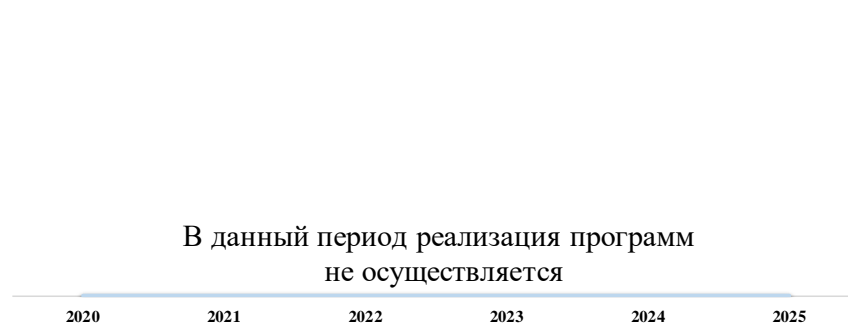 В данный период реализация программ
не осуществляется
2020 2021 2022 2023 2024 2025